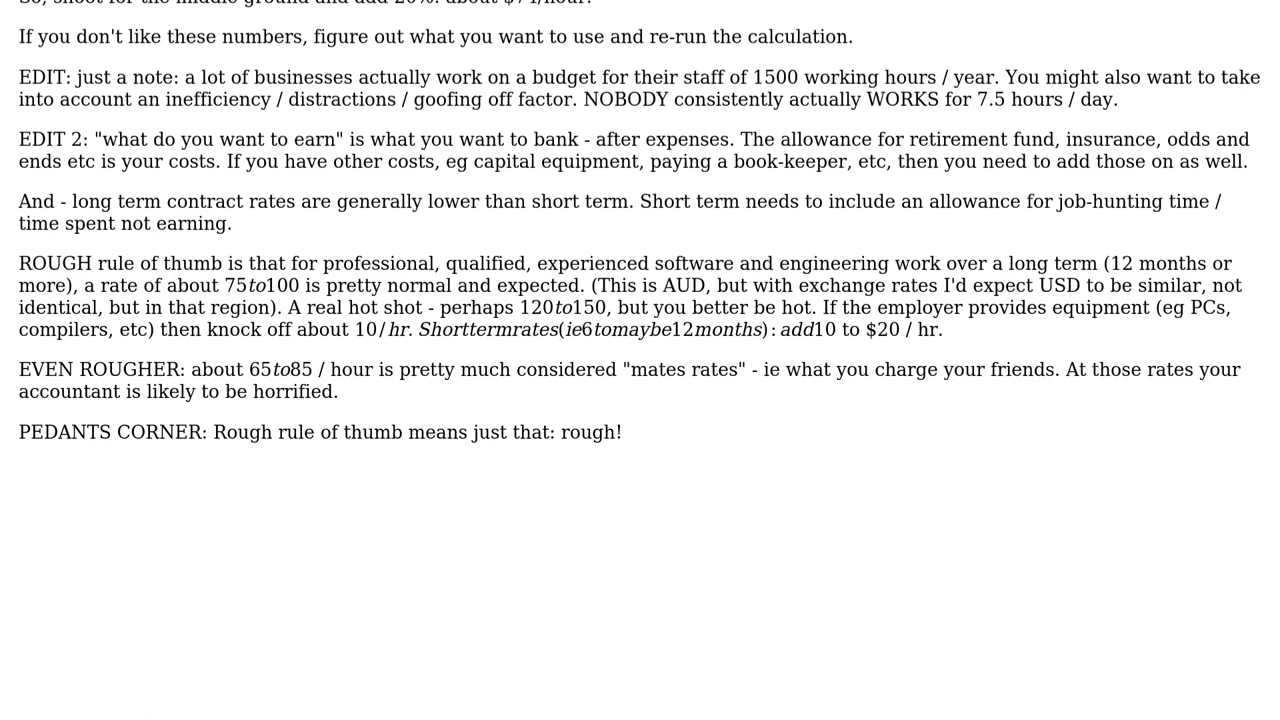 So, shoot for the middle ground and add 20%: about $74/hour.
If you don't like these numbers, figure out what you want to use and re-run the calculation.
EDIT: just a note: a lot of businesses actually work on a budget for their staff of 1500 working hours / year. You might also want to take
into account an inefficiency / distractions / goofing off factor. NOBODY consistently actually WORKS for 7.5 hours / day.
EDIT 2: "what do you want to earn" is what you want to bank - after expenses. The allowance for retirement fund, insurance, odds and
ends etc is your costs. If you have other costs, eg capital equipment, paying a book-keeper, etc, then you need to add those on as well.
And - long term contract rates are generally lower than short term. Short term needs to include an allowance for job-hunting time /
time spent not earning.
ROUGH rule of thumb is that for professional, qualified, experienced software and engineering work over a long term (12 months or
more), a rate of about 75to100 is pretty normal and expected. (This is AUD, but with exchange rates I'd expect USD to be similar, not
identical, but in that region). A real hot shot - perhaps 120to150, but you better be hot. If the employer provides equipment (eg PCs,
compilers, etc) then knock off about 10/hr. Shorttermrates(ie6tomaybe12months):add10 to $20 / hr.
EVEN ROUGHER: about 65to85 / hour is pretty much considered "mates rates" - ie what you charge your friends. At those rates your
accountant is likely to be horrified.
PEDANTS CORNER: Rough rule of thumb means just that: rough!